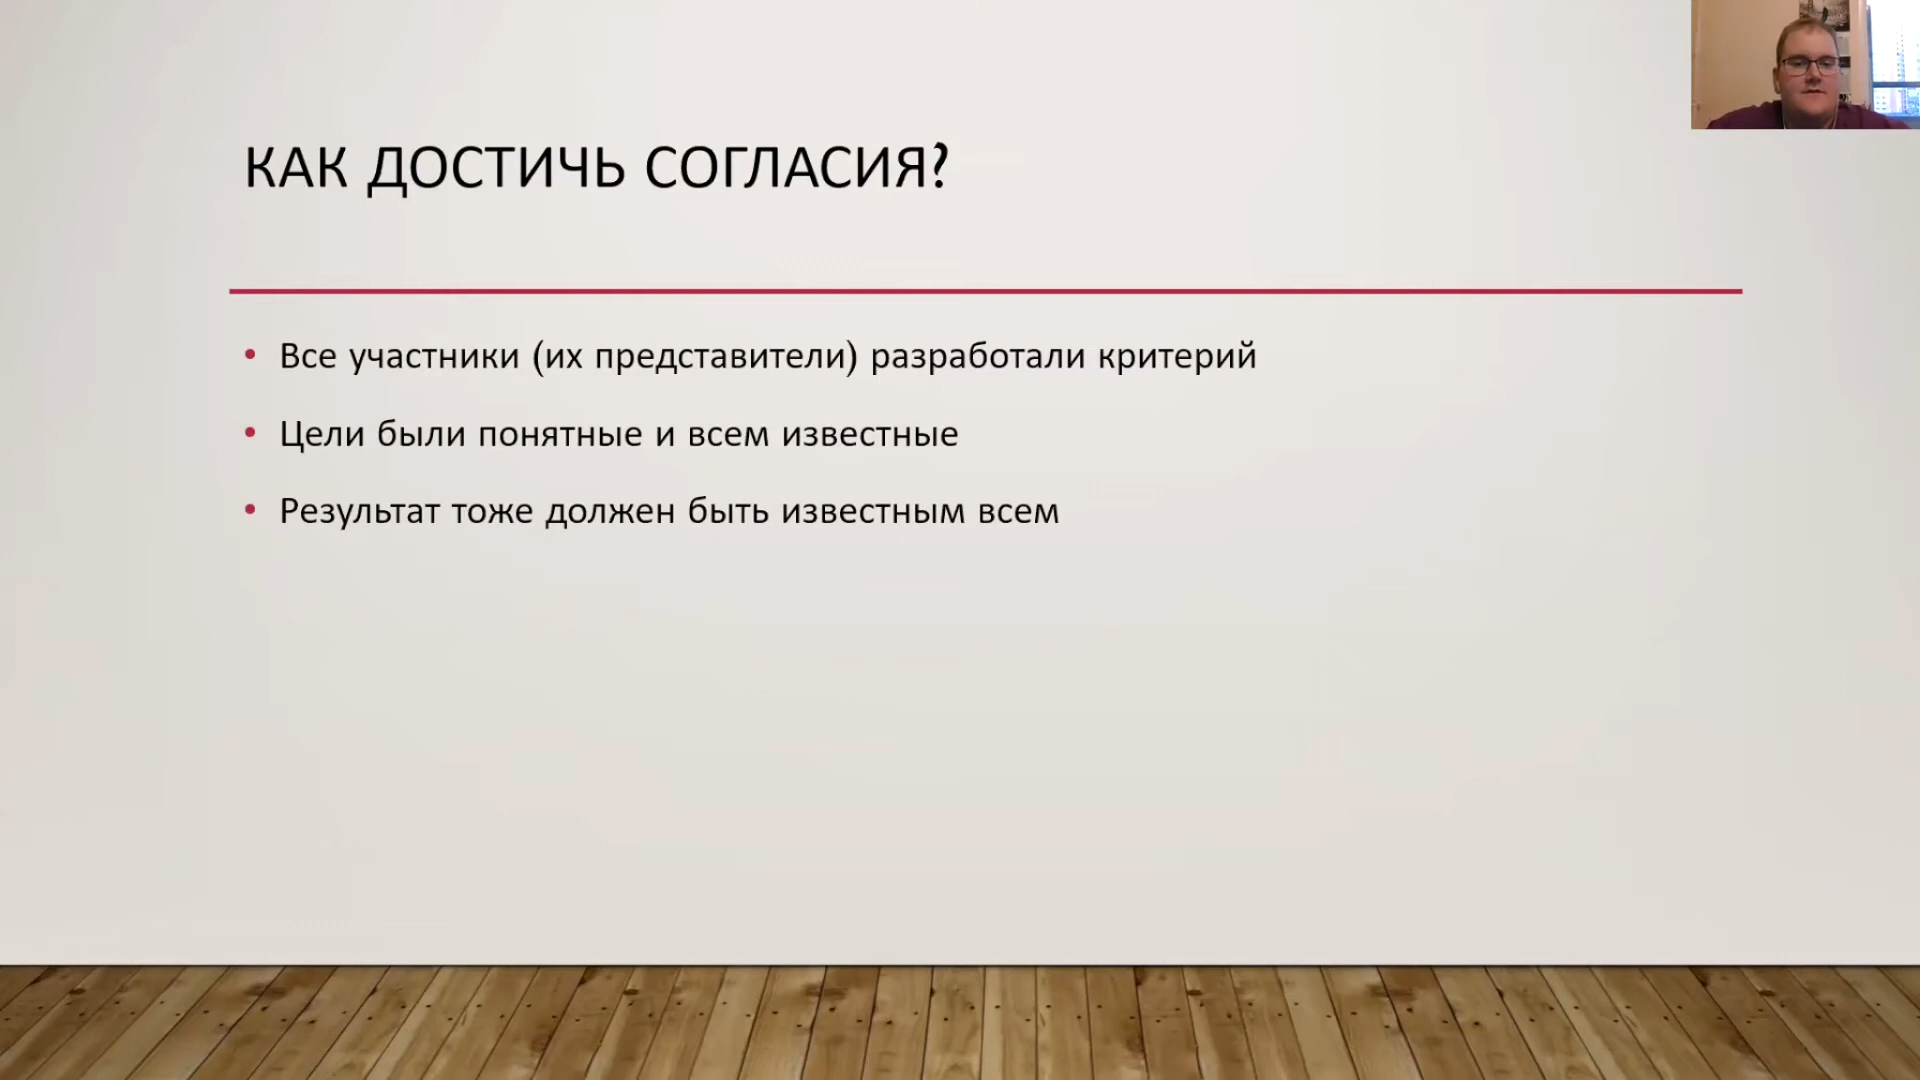 КАК ДОСТИЧЬ СОГЛАСИЯ?
• Все участники (их представители) разработали критерий
• Цели были понятные и всем известные
• Результат тоже должен быть известным всем